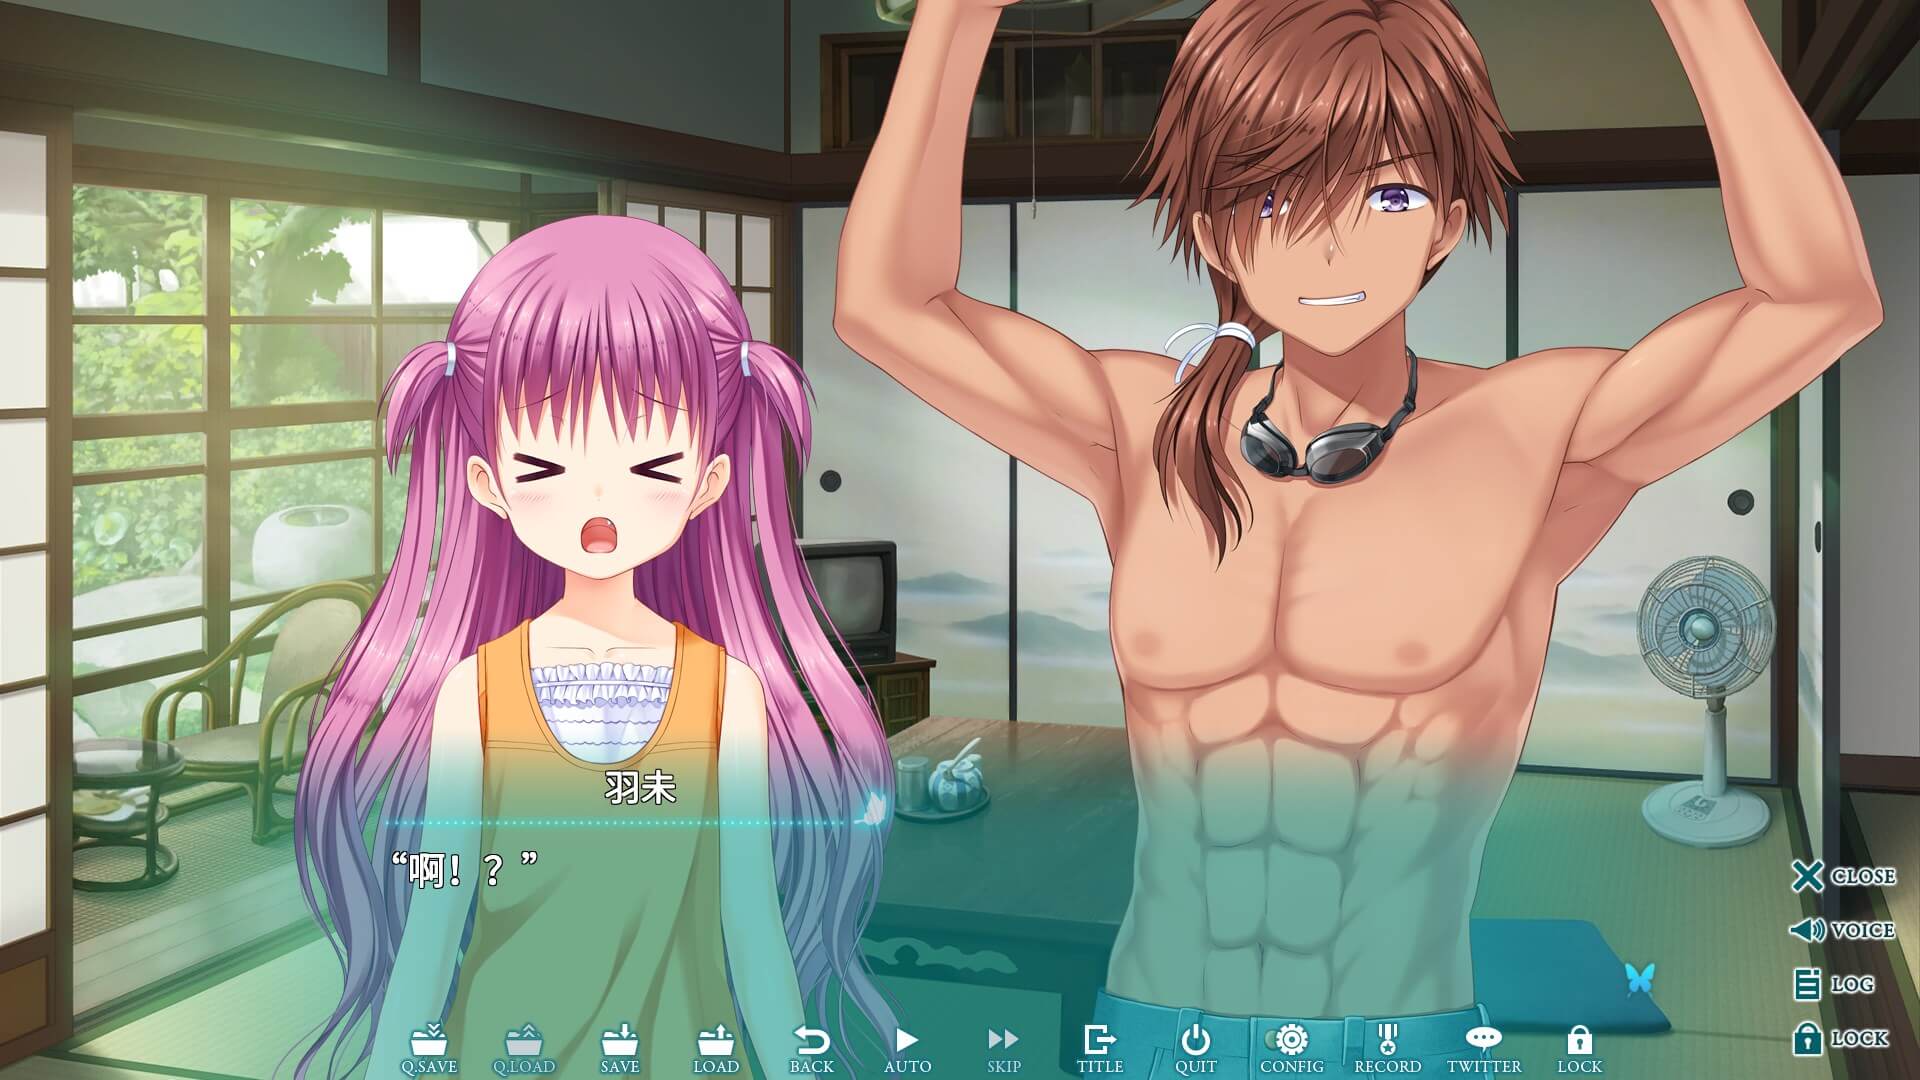 羽未
“啊！？”
CLOSE
VOICE
LOG
LOCK
Q.SAVE
Q.LOAD
SAVE
LOAD
BACK
AUTO
SKIP
TITLE
QUIT
CONFIG
RECORD
TWITTER
LOCK